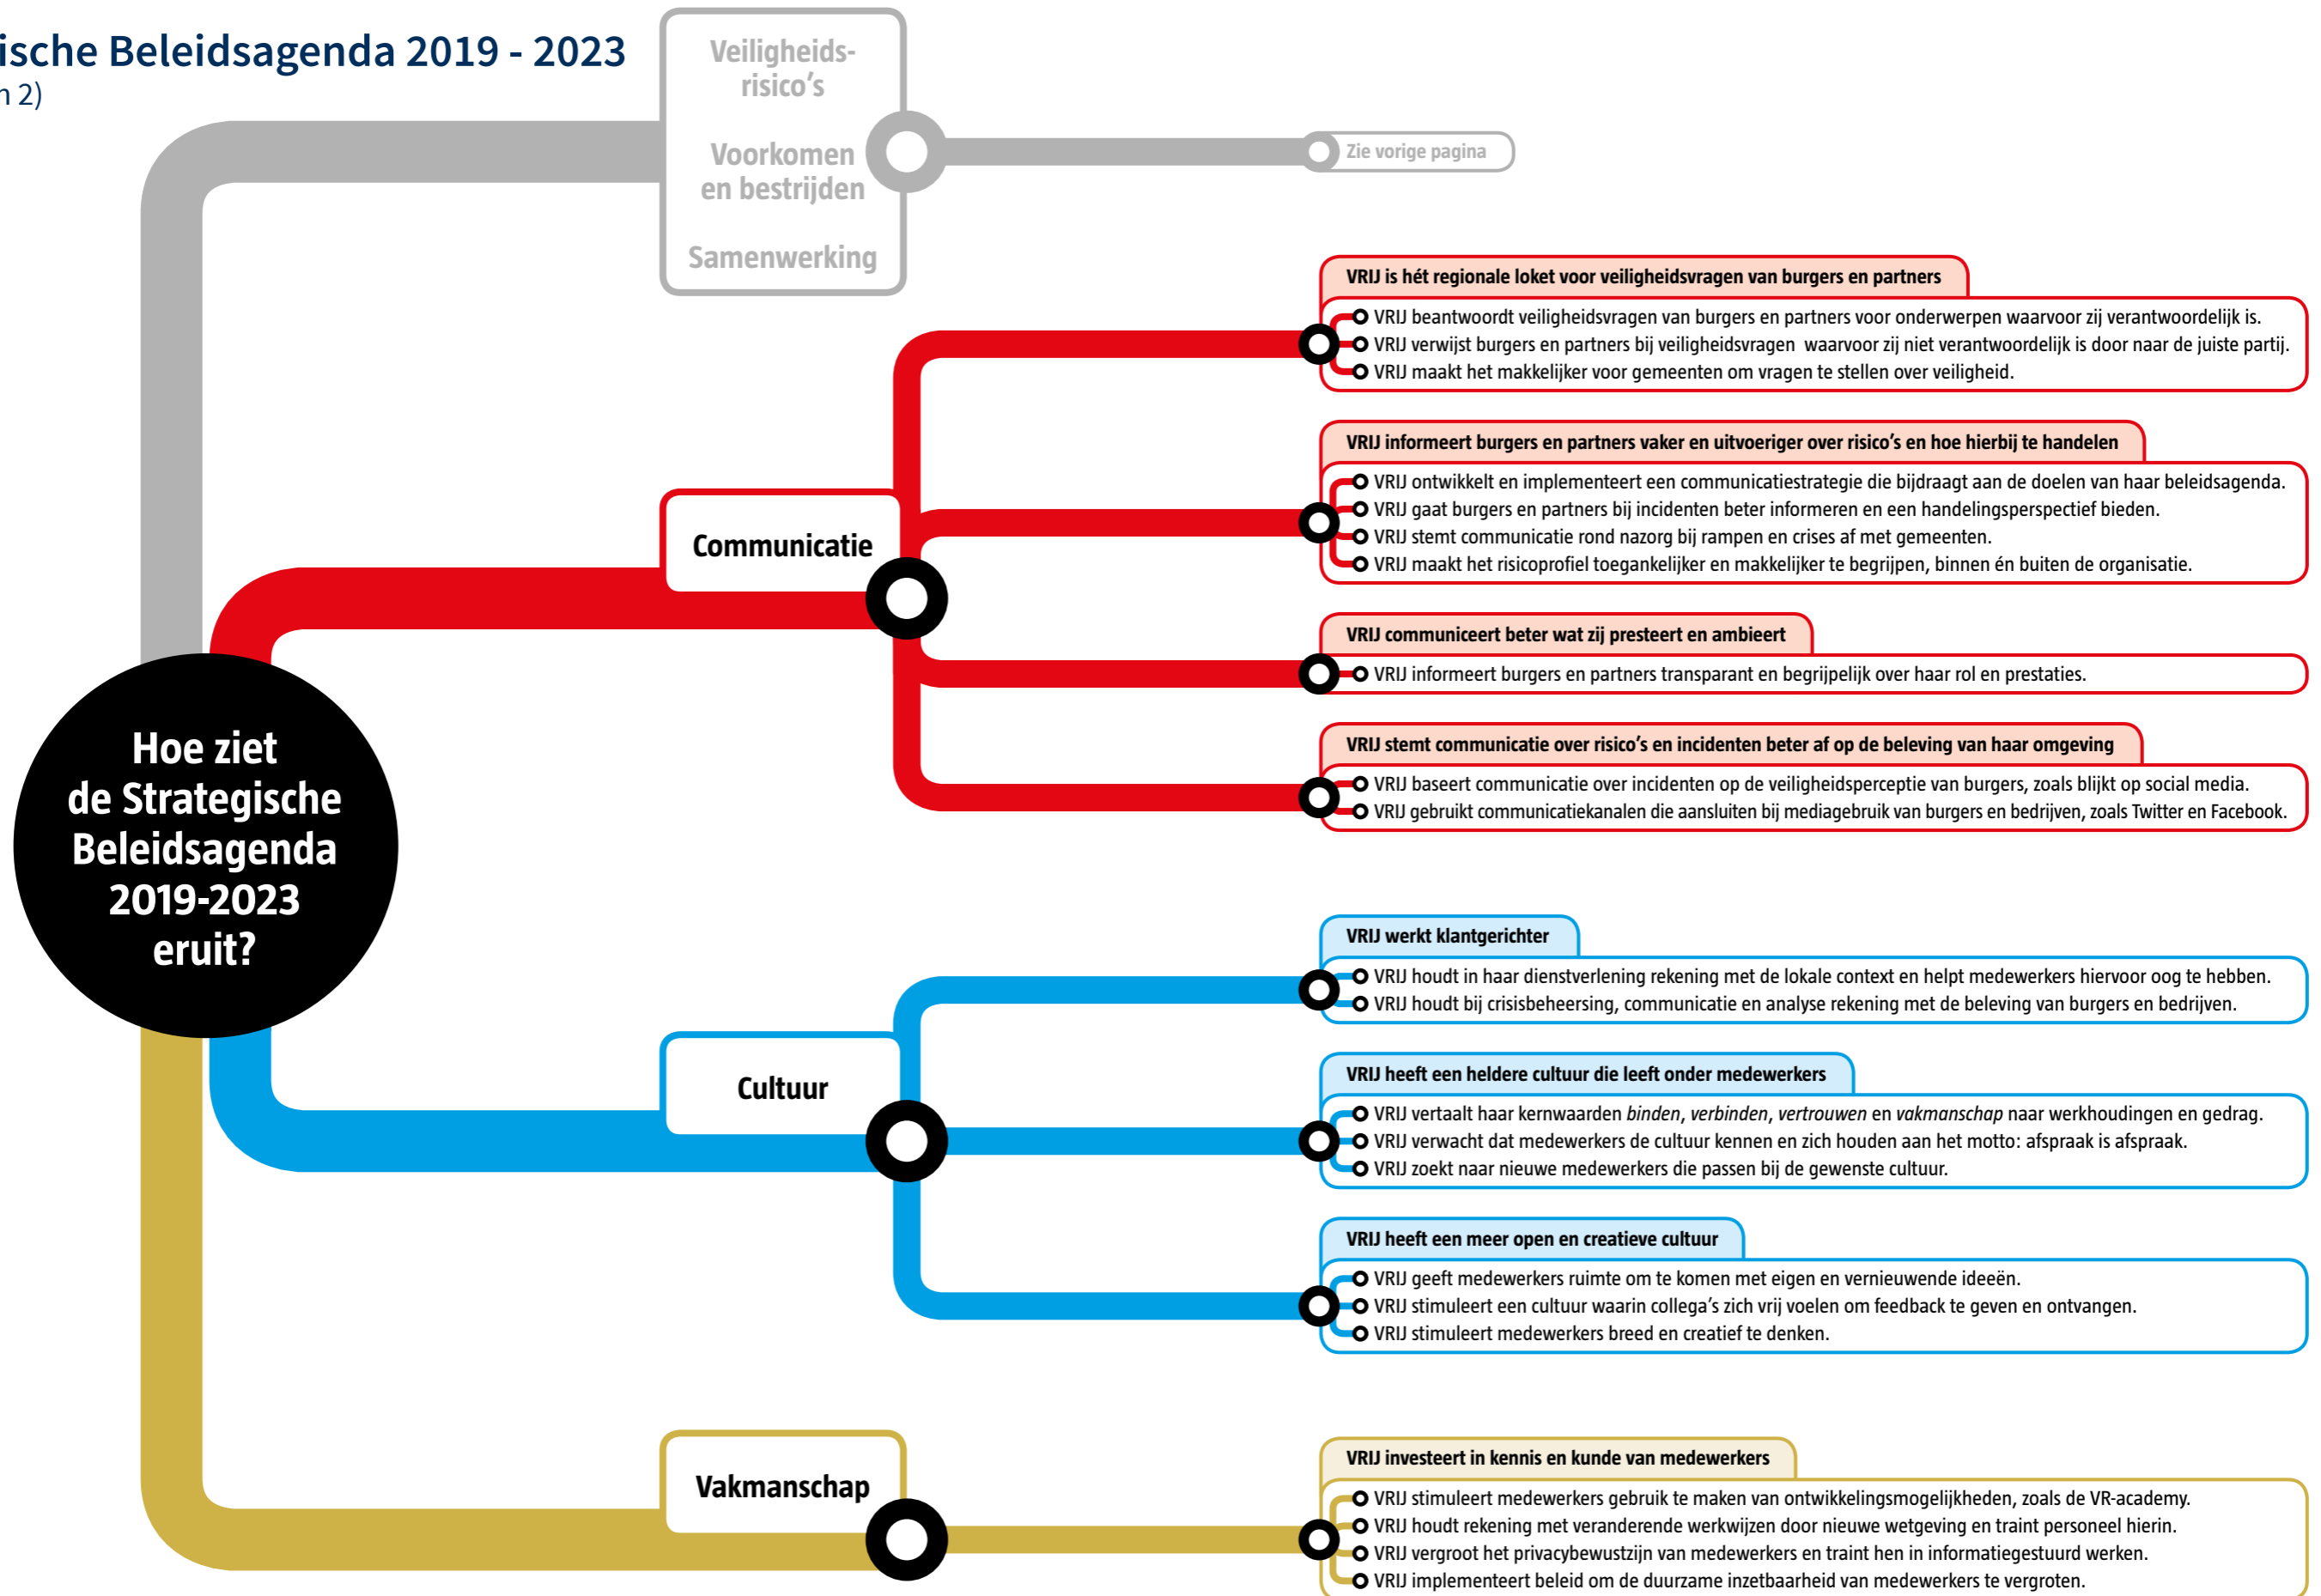 ische Beleidsagenda 2019 - 2023
n 2)
Veiligheids-
risico's
Voorkomen
en bestrijden
Samenwerking
Zie vorige pagina
Hoe ziet
de Strategische
Beleidsagenda
2019-2023
eruit?
Communicatie
VRIJ is hét regionale loket voor veiligheidsvragen van burgers en partners
VRIJ beantwoordt veiligheidsvragen van burgers en partners voor onderwerpen waarvoor zij verantwoordelijk is.
VRIJ verwijst burgers en partners bij veiligheidsvragen waarvoor zij niet verantwoordelijk is door naar de juiste partij.
VRIJ maakt het makkelijker voor gemeenten om vragen te stellen over veiligheid.
VRIJ informeert burgers en partners vaker en uitvoeriger over risico's en hoe hierbij te handelen
VRIJ ontwikkelt en implementeert een communicatiestrategie die bijdraagt aan de doelen van haar beleidsagenda.
VRIJ gaat burgers en partners bij incidenten beter informeren en een handelingsperspectief bieden.
VRIJ stemt communicatie rond nazorg bij rampen en crises af met gemeenten.
VRIJ maakt het risicoprofiel toegankelijker en makkelijker te begrijpen, binnen én buiten de organisatie.
VRIJ communiceert beter wat zij presteert en ambieert
VRIJ informeert burgers en partners transparant en begrijpelijk over haar rol en prestaties.
VRIJ stemt communicatie over risico's en incidenten beter af op de beleving van haar omgeving
VRIJ baseert communicatie over incidenten op de veiligheidsperceptie van burgers, zoals blijkt op social media.
VRIJ gebruikt communicatiekanalen die aansluiten bij mediagebruik van burgers en bedrijven, zoals Twitter en Facebook.
Cultuur
VRIJ werkt klantgerichter
VRIJ houdt in haar dienstverlening rekening met de lokale context en helpt medewerkers hiervoor oog te hebben.
VRIJ houdt bij crisisbeheersing, communicatie en analyse rekening met de beleving van burgers en bedrijven.
VRIJ heeft een heldere cultuur die leeft onder medewerkers
VRIJ vertaalt haar kernwaarden binden, verbinden, vertrouwen en vakmanschap naar werkhoudingen en gedrag.
VRIJ verwacht dat medewerkers de cultuur kennen en zich houden aan het motto: afspraak is afspraak.
VRIJ zoekt naar nieuwe medewerkers die passen bij de gewenste cultuur.
VRIJ heeft een meer open en creatieve cultuur
VRIJ geeft medewerkers ruimte om te komen met eigen en vernieuwende ideeën.
VRIJ stimuleert een cultuur waarin collega's zich vrij voelen om feedback te geven en ontvangen.
VRIJ stimuleert medewerkers breed en creatief te denken.
Vakmanschap
VRIJ investeert in kennis en kunde van medewerkers
VRIJ stimuleert medewerkers gebruik te maken van ontwikkelingsmogelijkheden, zoals de VR-academy.
VRIJ houdt rekening met veranderende werkwijzen door nieuwe wetgeving en traint personeel hierin.
VRIJ vergroot het privacybewustzijn van medewerkers en traint hen in informatiegestuurd werken.
VRIJ implementeert beleid om de duurzame inzetbaarheid van medewerkers te vergroten.